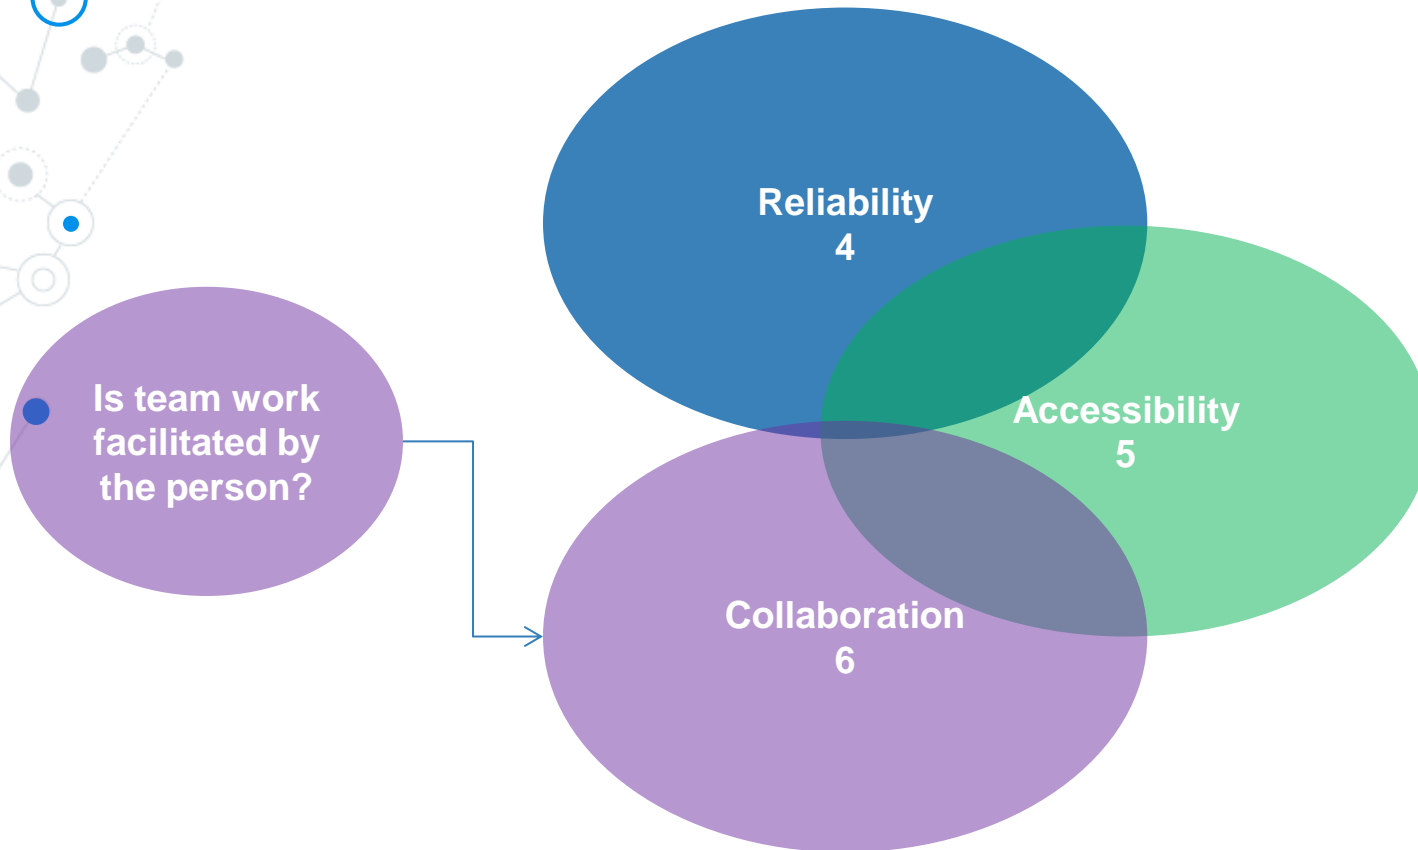 Reliability
4
Is team work
facilitated by
the person?
Accessibility
5
Collaboration
6